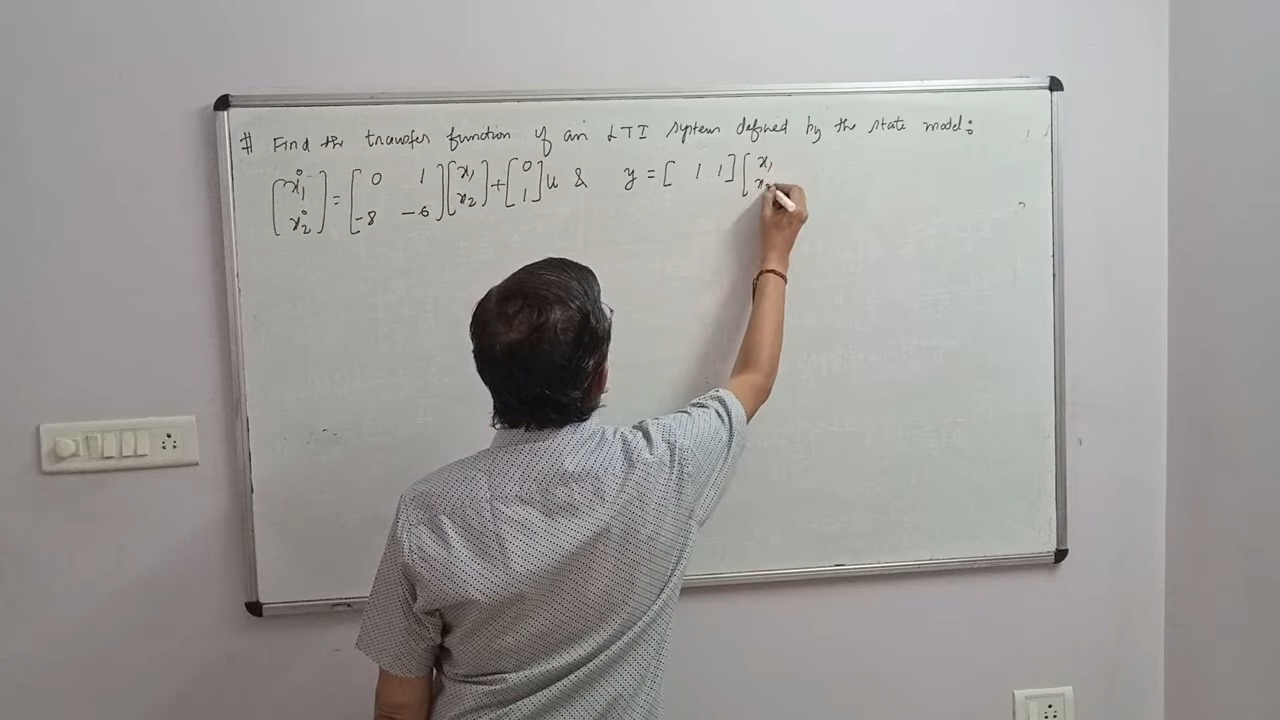 # Find the transfer function of an LTI system defined by the state model:
[ẋ₁ ẋ₂] = [0 1 -8 -6] [x₁ x₂] + [0 1] u & y = [1 1] [x₁ x₂